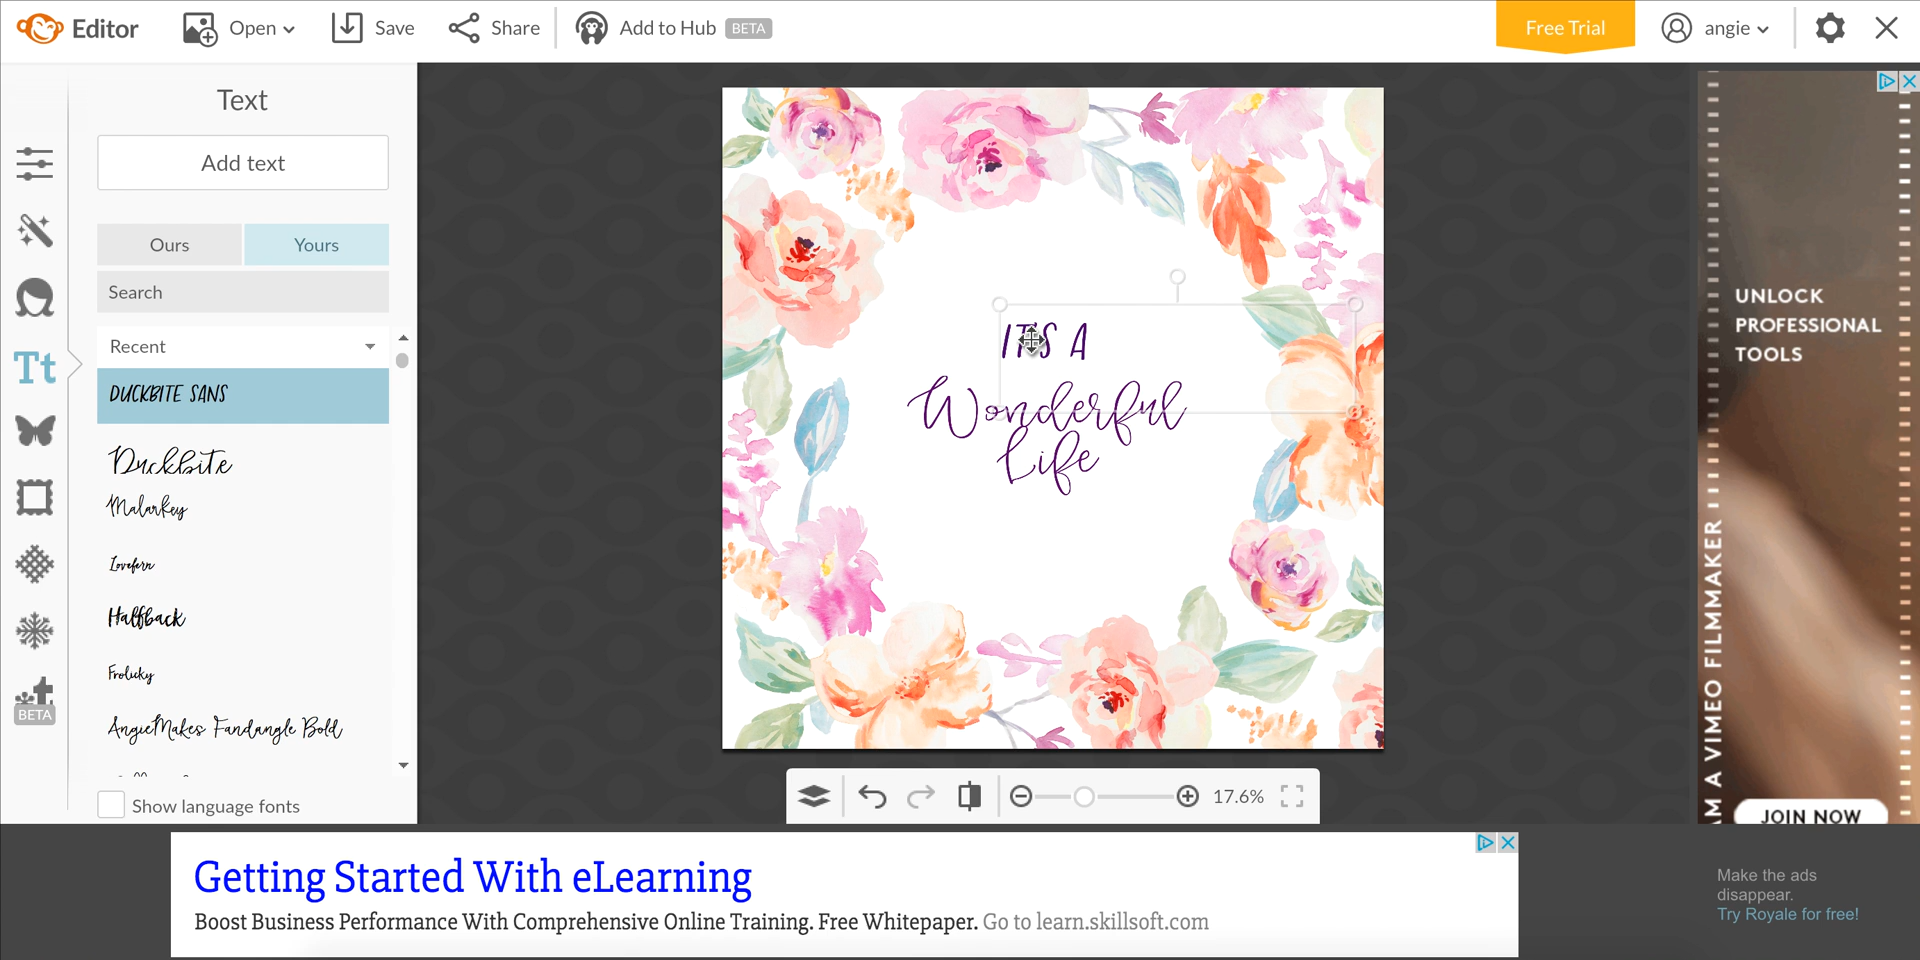 Editor
Open
Save
Share
Add to Hub BETA
Free Trial
angie
Text
Add text
Ours
Yours
Search
Recent
DUCKBITE SANS
Duckbite
Malarkey
Lovefern
Halfback
Frolicky
AngieMakes Fandangle Bold
Show language fonts
Tt
BETA
IT'S A
Wonderful
Life
17.6%
UNLOCK
PROFESSIONAL
TOOLS
AM A VIMEO FILMMAKER
JOIN NOW
Getting Started With eLearning
Boost Business Performance With Comprehensive Online Training. Free Whitepaper. Go to learn.skillsoft.com
Make the ads
disappear.
Try Royale for free!